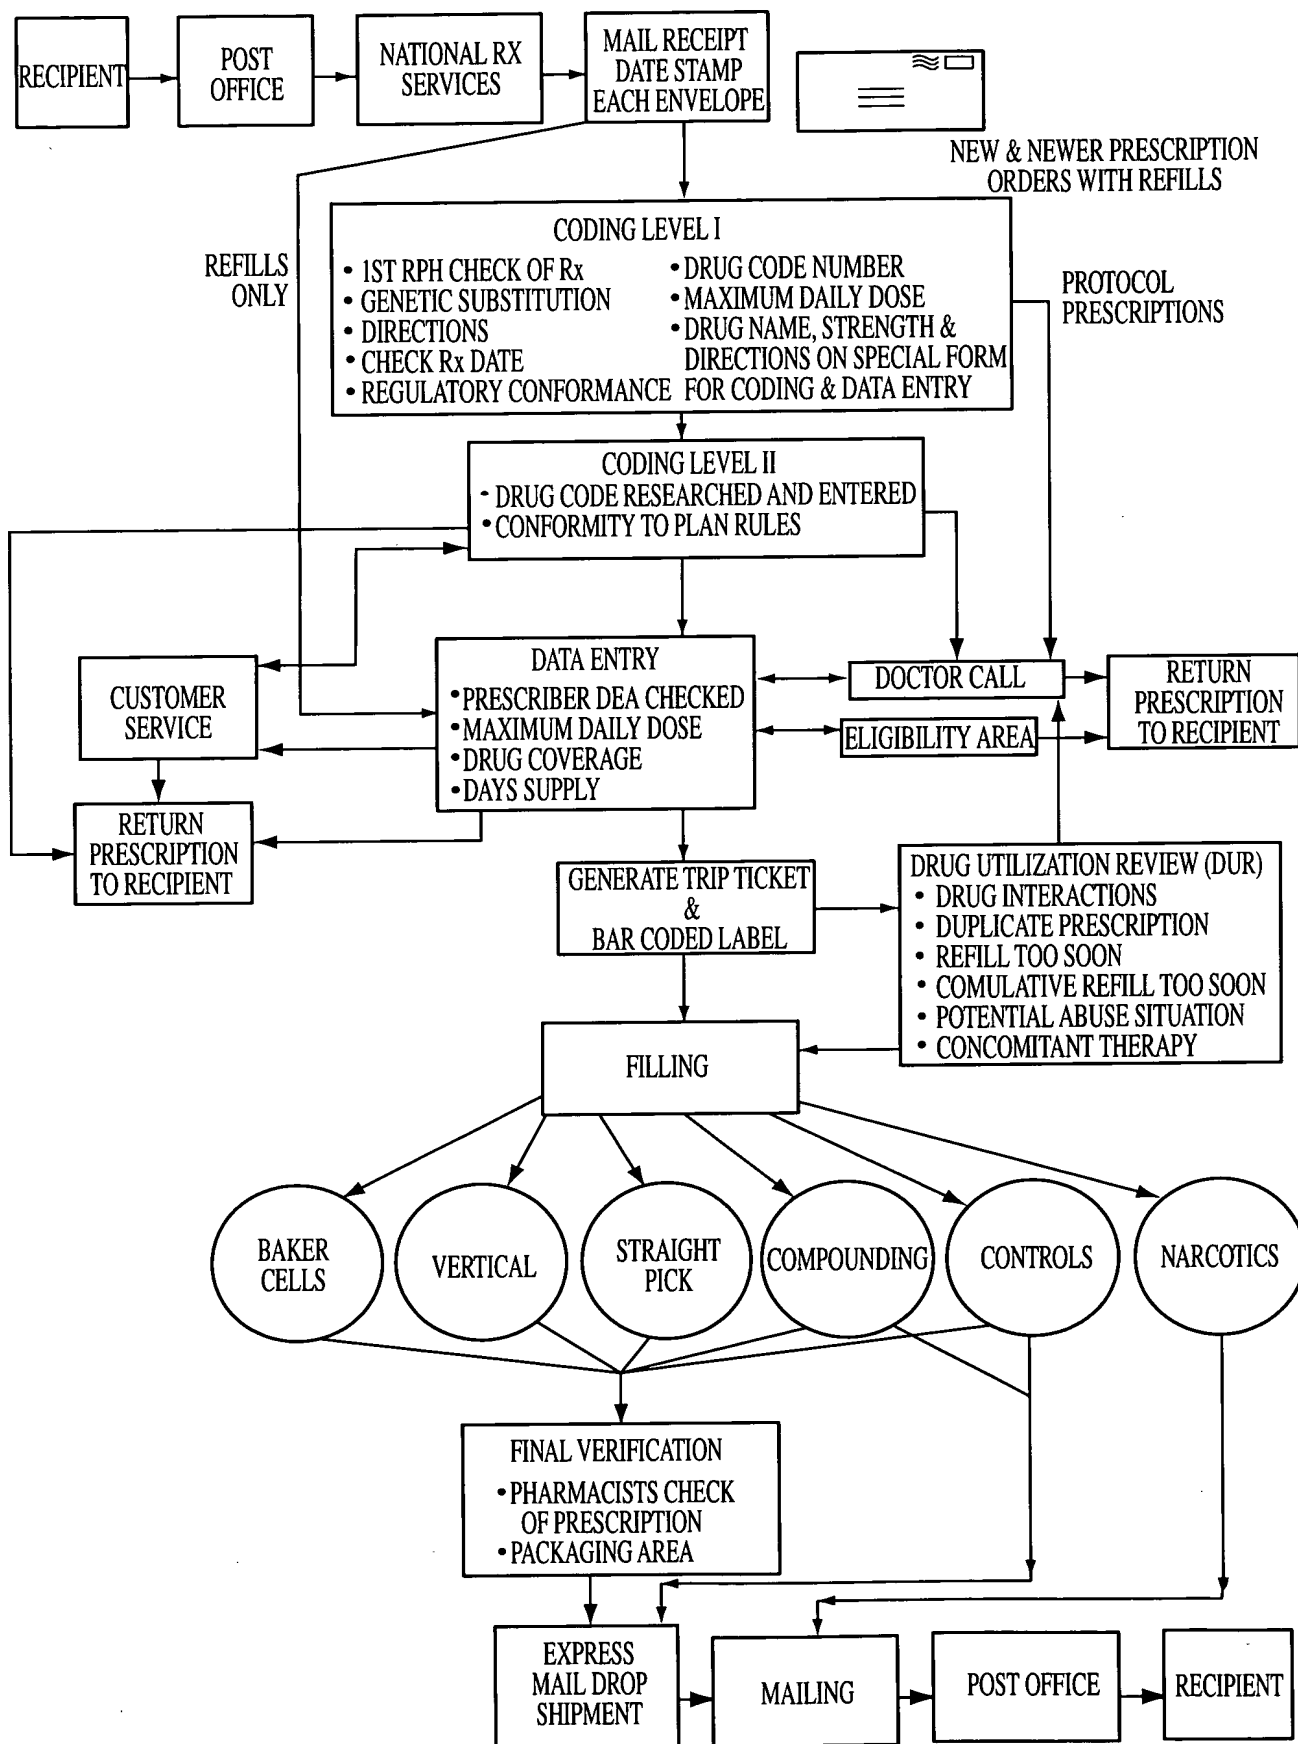 RECIPIENT
POST
OFFICE
NATIONAL RX
SERVICES
MAIL RECEIPT
DATE STAMP
EACH ENVELOPE
NEW & NEWER PRESCRIPTION
ORDERS WITH REFILLS
REFILLS
ONLY
CODING LEVEL I
• 1ST RPH CHECK OF Rx
• GENETIC SUBSTITUTION
• DIRECTIONS
• CHECK Rx DATE
• REGULATORY CONFORMANCE
• DRUG CODE NUMBER
• MAXIMUM DAILY DOSE
• DRUG NAME, STRENGTH &
DIRECTIONS ON SPECIAL FORM
FOR CODING & DATA ENTRY
PROTOCOL
PRESCRIPTIONS
CODING LEVEL II
• DRUG CODE RESEARCHED AND ENTERED
• CONFORMITY TO PLAN RULES
CUSTOMER
SERVICE
DATA ENTRY
• PRESCRIBER DEA CHECKED
• MAXIMUM DAILY DOSE
• DRUG COVERAGE
• DAYS SUPPLY
DOCTOR CALL
ELIGIBILITY AREA
RETURN
PRESCRIPTION
TO RECIPIENT
RETURN
PRESCRIPTION
TO RECIPIENT
GENERATE TRIP TICKET
&
BAR CODED LABEL
DRUG UTILIZATION REVIEW (DUR)
• DRUG INTERACTIONS
• DUPLICATE PRESCRIPTION
• REFILL TOO SOON
• COMULATIVE REFILL TOO SOON
• POTENTIAL ABUSE SITUATION
• CONCOMITANT THERAPY
FILLING
BAKER
CELLS
VERTICAL
STRAIGHT
PICK
COMPOUNDING
CONTROLS
NARCOTICS
FINAL VERIFICATION
• PHARMACISTS CHECK
OF PRESCRIPTION
• PACKAGING AREA
EXPRESS
MAIL DROP
SHIPMENT
MAILING
POST OFFICE
RECIPIENT